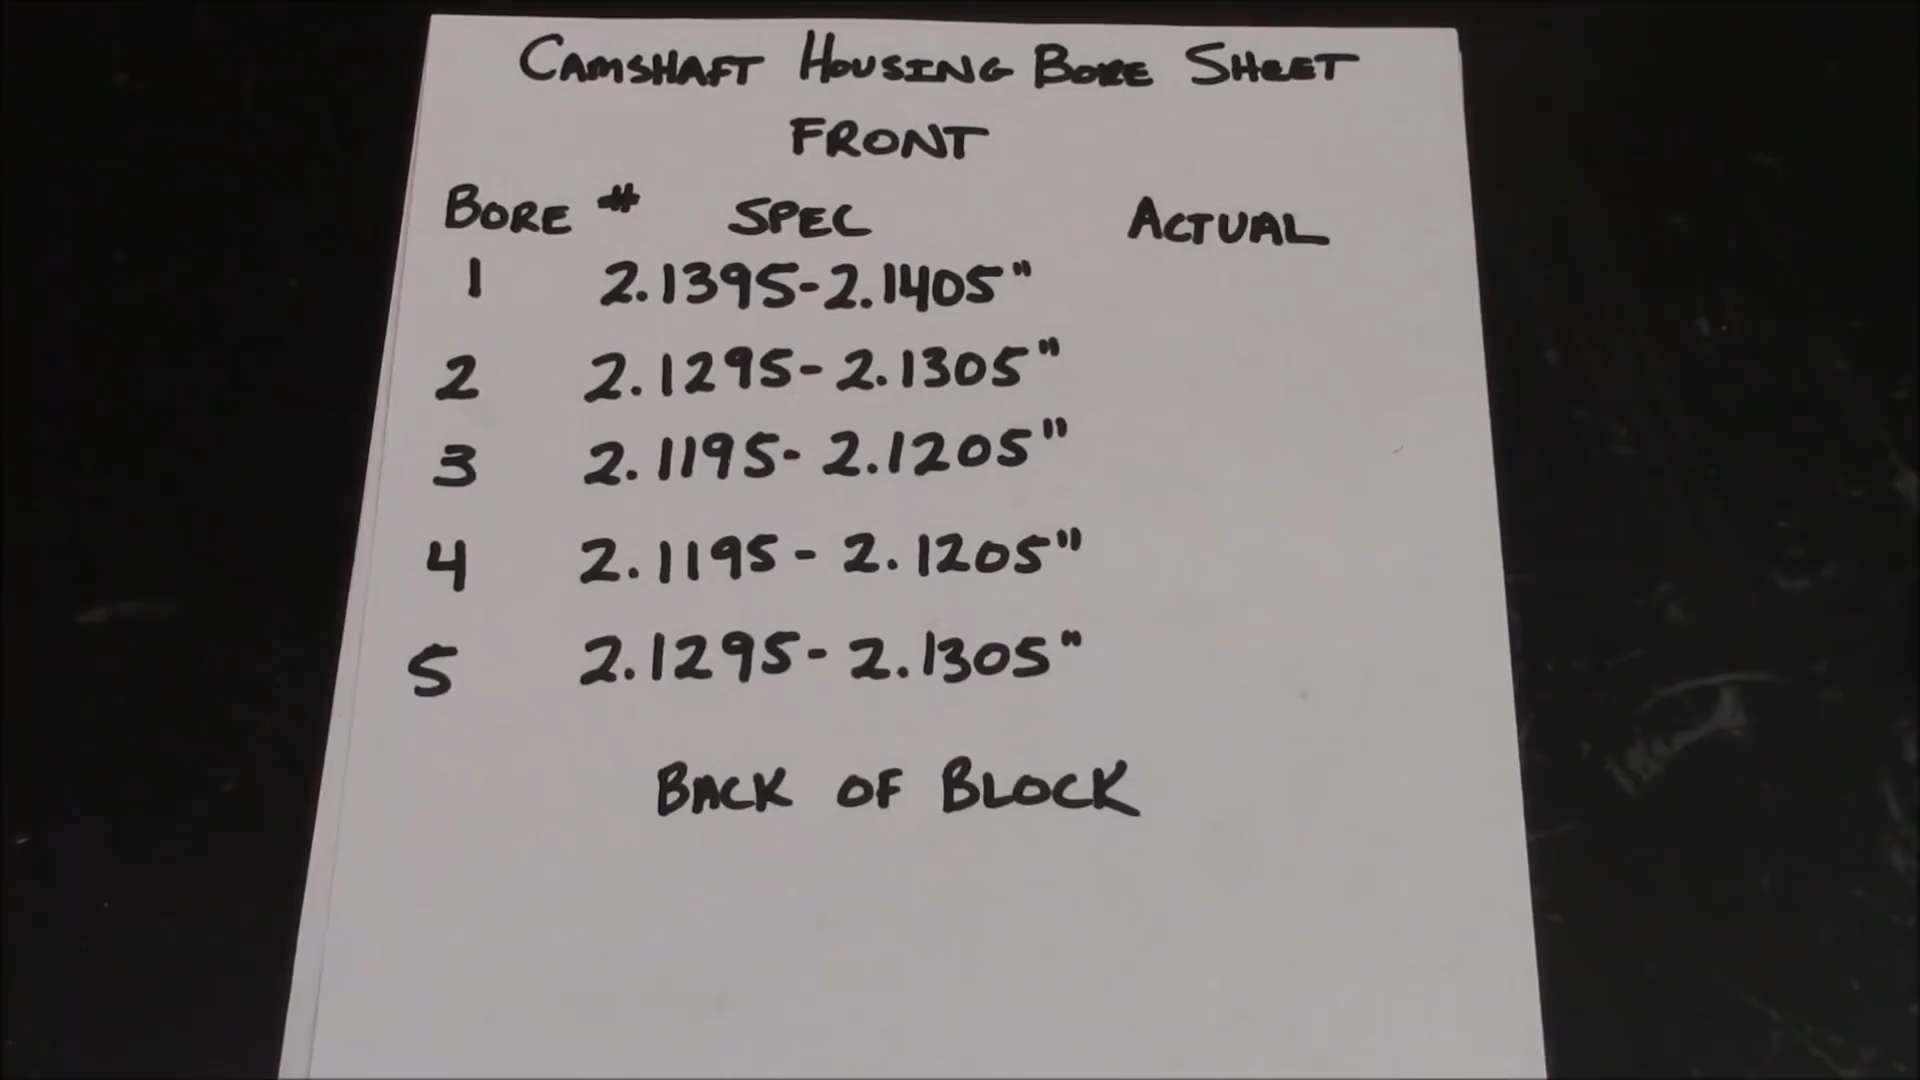 CAMSHAFT HOUSING BORE SHEET
FRONT
BORE # SPEC ACTUAL
1 2.1395-2.1405"
2 2.1295-2.1305"
3 2.1195-2.1205"
4 2.1195-2.1205"
5 2.1295-2.1305"
BACK OF BLOCK